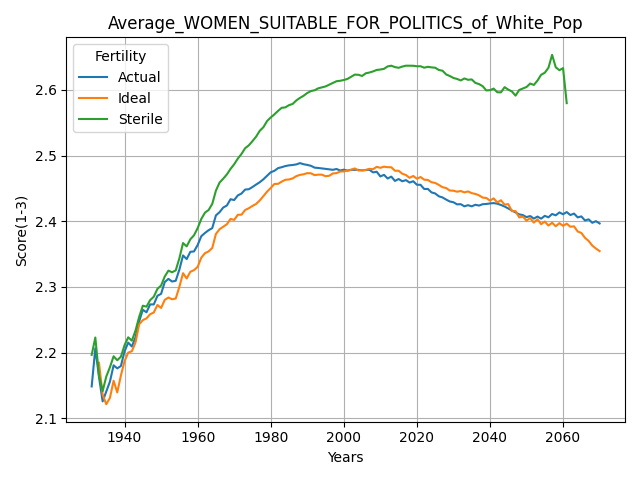 Average_WOMEN_SUITABLE_FOR_POLITICS_of_White_Pop
Fertility
Actual
Ideal
Sterile
Score(1-3)
2.6
2.5
2.4
2.3
2.2
2.1
1940 1960 1980 2000 2020 2040 2060
Years